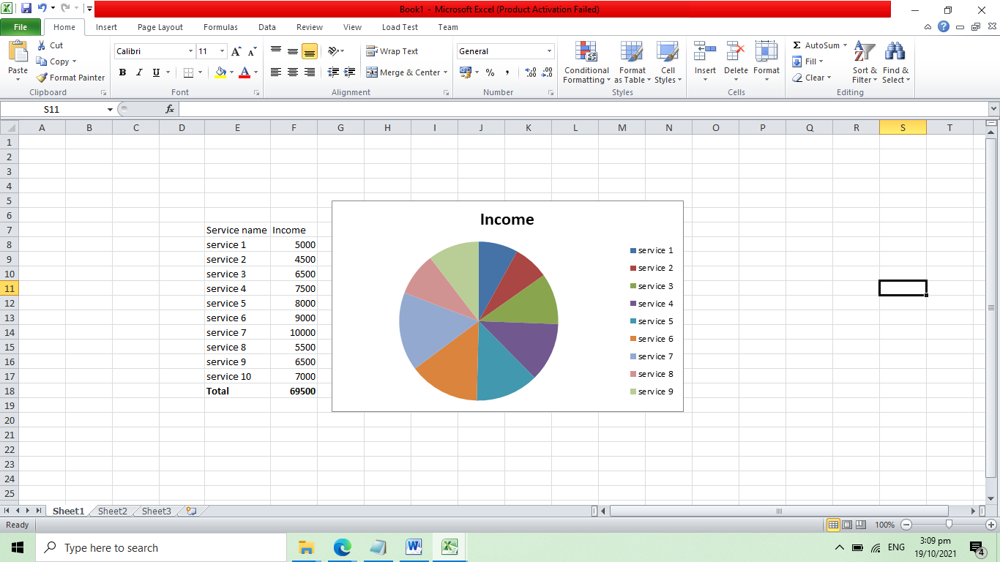 Book1 - Microsoft Excel (Product Activation Failed)
File Home Insert Page Layout Formulas Data Review View Load Test Team
Paste Cut Copy Format Painter Clipboard
Calibri 11 B I U A A A Font
Wrap Text Merge & Center Alignment
General % , .0 .00 .00 .0 Number
Conditional Formatting Format as Table Cell Styles Styles
Insert Delete Format Cells
Σ AutoSum Fill Clear Sort & Filter Find & Select Editing
S11 fx
A B C D E F G H I J K L M N O P Q R S T
1
2
3
4
5
6
7 Service name Income
8 service 1 5000
9 service 2 4500
10 service 3 6500
11 service 4 7500
12 service 5 8000
13 service 6 9000
14 service 7 10000
15 service 8 5500
16 service 9 6500
17 service 10 7000
18 Total 69500
19
20
21
22
23
24
25
Income
service 1
service 2
service 3
service 4
service 5
service 6
service 7
service 8
service 9
Sheet1 Sheet2 Sheet3
Ready 100%
Type here to search ENG 3:09 pm
19/10/2021 4